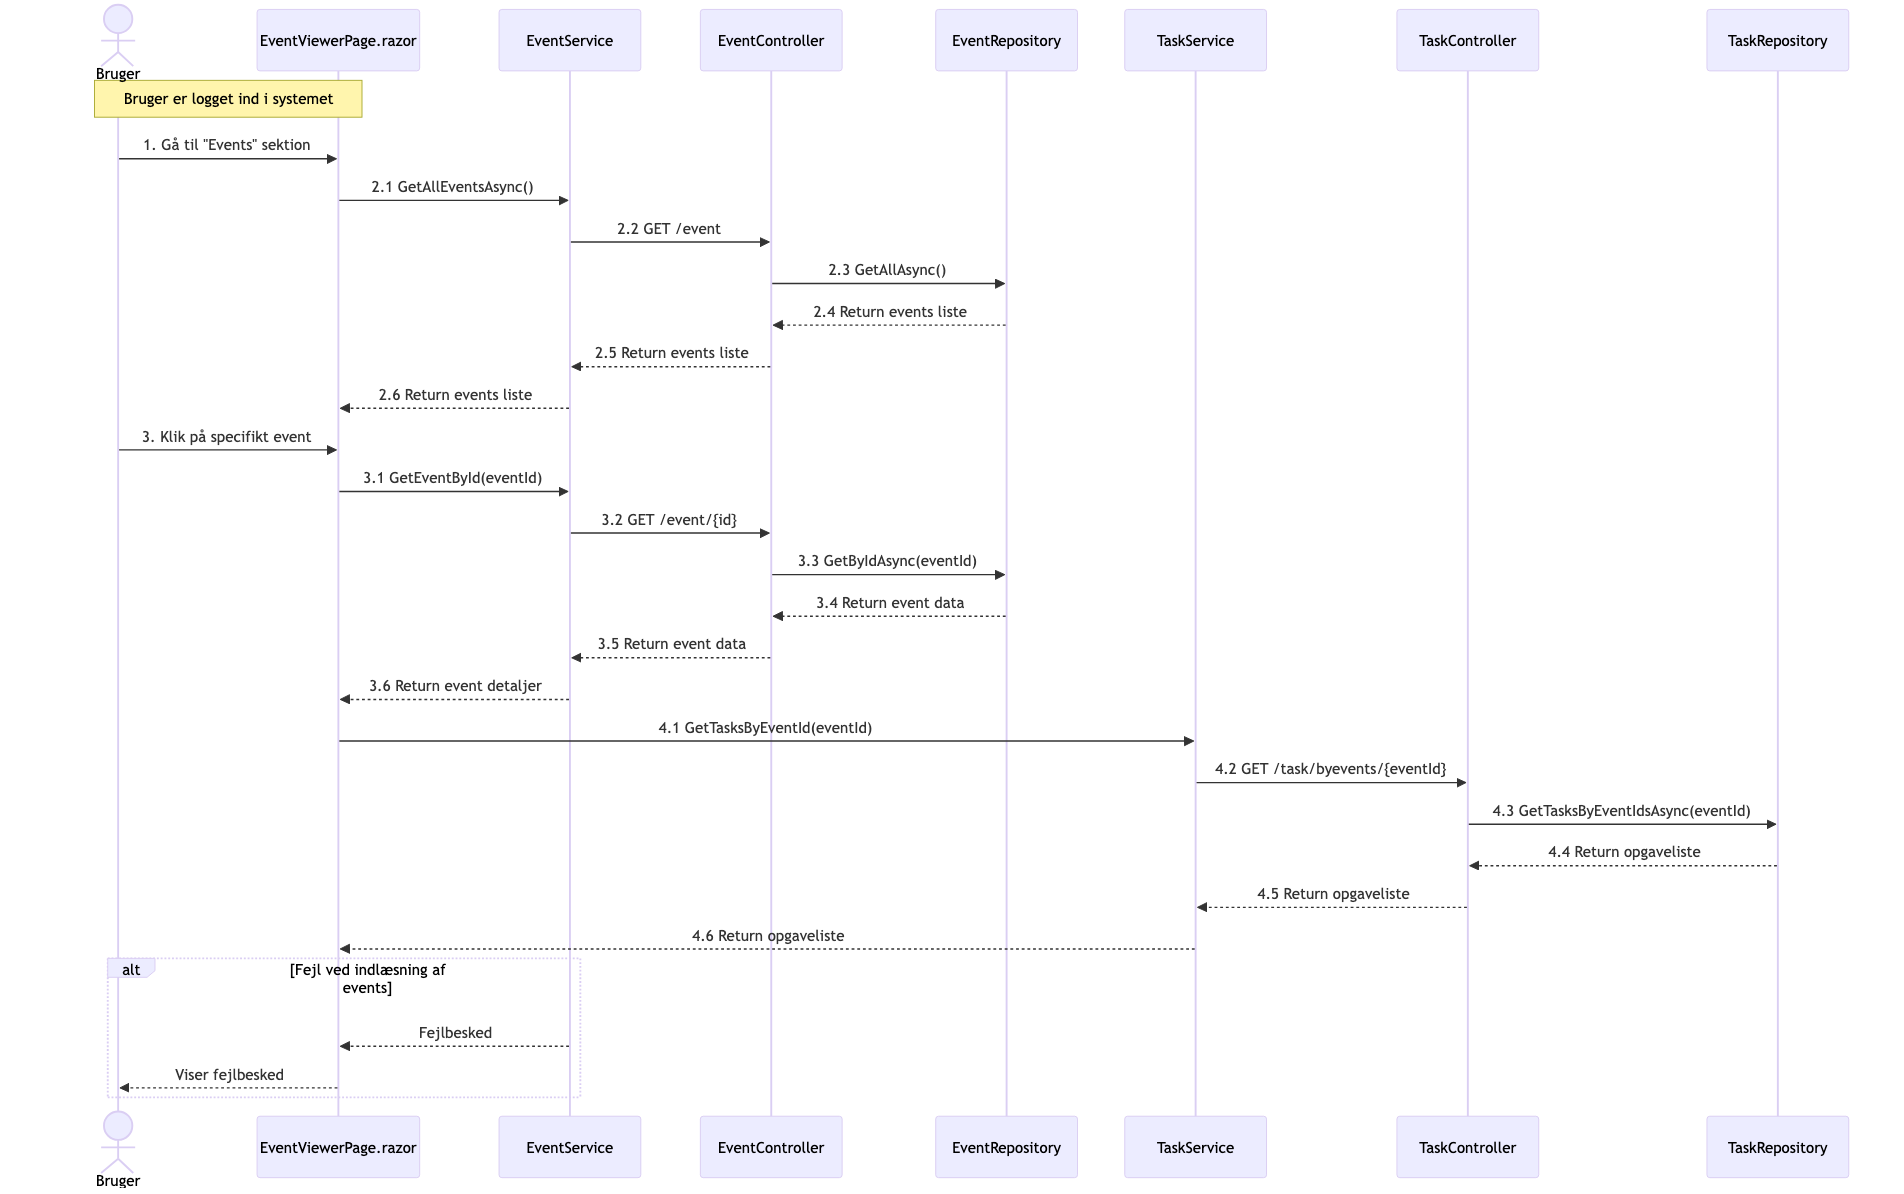 Bruger
EventViewerPage.razor
EventService
EventController
EventRepository
TaskService
TaskController
TaskRepository
Bruger er logget ind i systemet
1. Gå til "Events" sektion
2.1 GetAllEventsAsync()
2.2 GET /event
2.3 GetAllAsync()
2.4 Return events liste
2.5 Return events liste
2.6 Return events liste
3. Klik på specifikt event
3.1 GetEventById(eventId)
3.2 GET /event/{id}
3.3 GetByIdAsync(eventId)
3.4 Return event data
3.5 Return event data
3.6 Return event detaljer
4.1 GetTasksByEventId(eventId)
4.2 GET /task/byevents/{eventId}
4.3 GetTasksByEventIdsAsync(eventId)
4.4 Return opgaveliste
4.5 Return opgaveliste
4.6 Return opgaveliste
alt
[Fejl ved indlæsning af
events]
Fejlbesked
Viser fejlbesked
Bruger
EventViewerPage.razor
EventService
EventController
EventRepository
TaskService
TaskController
TaskRepository